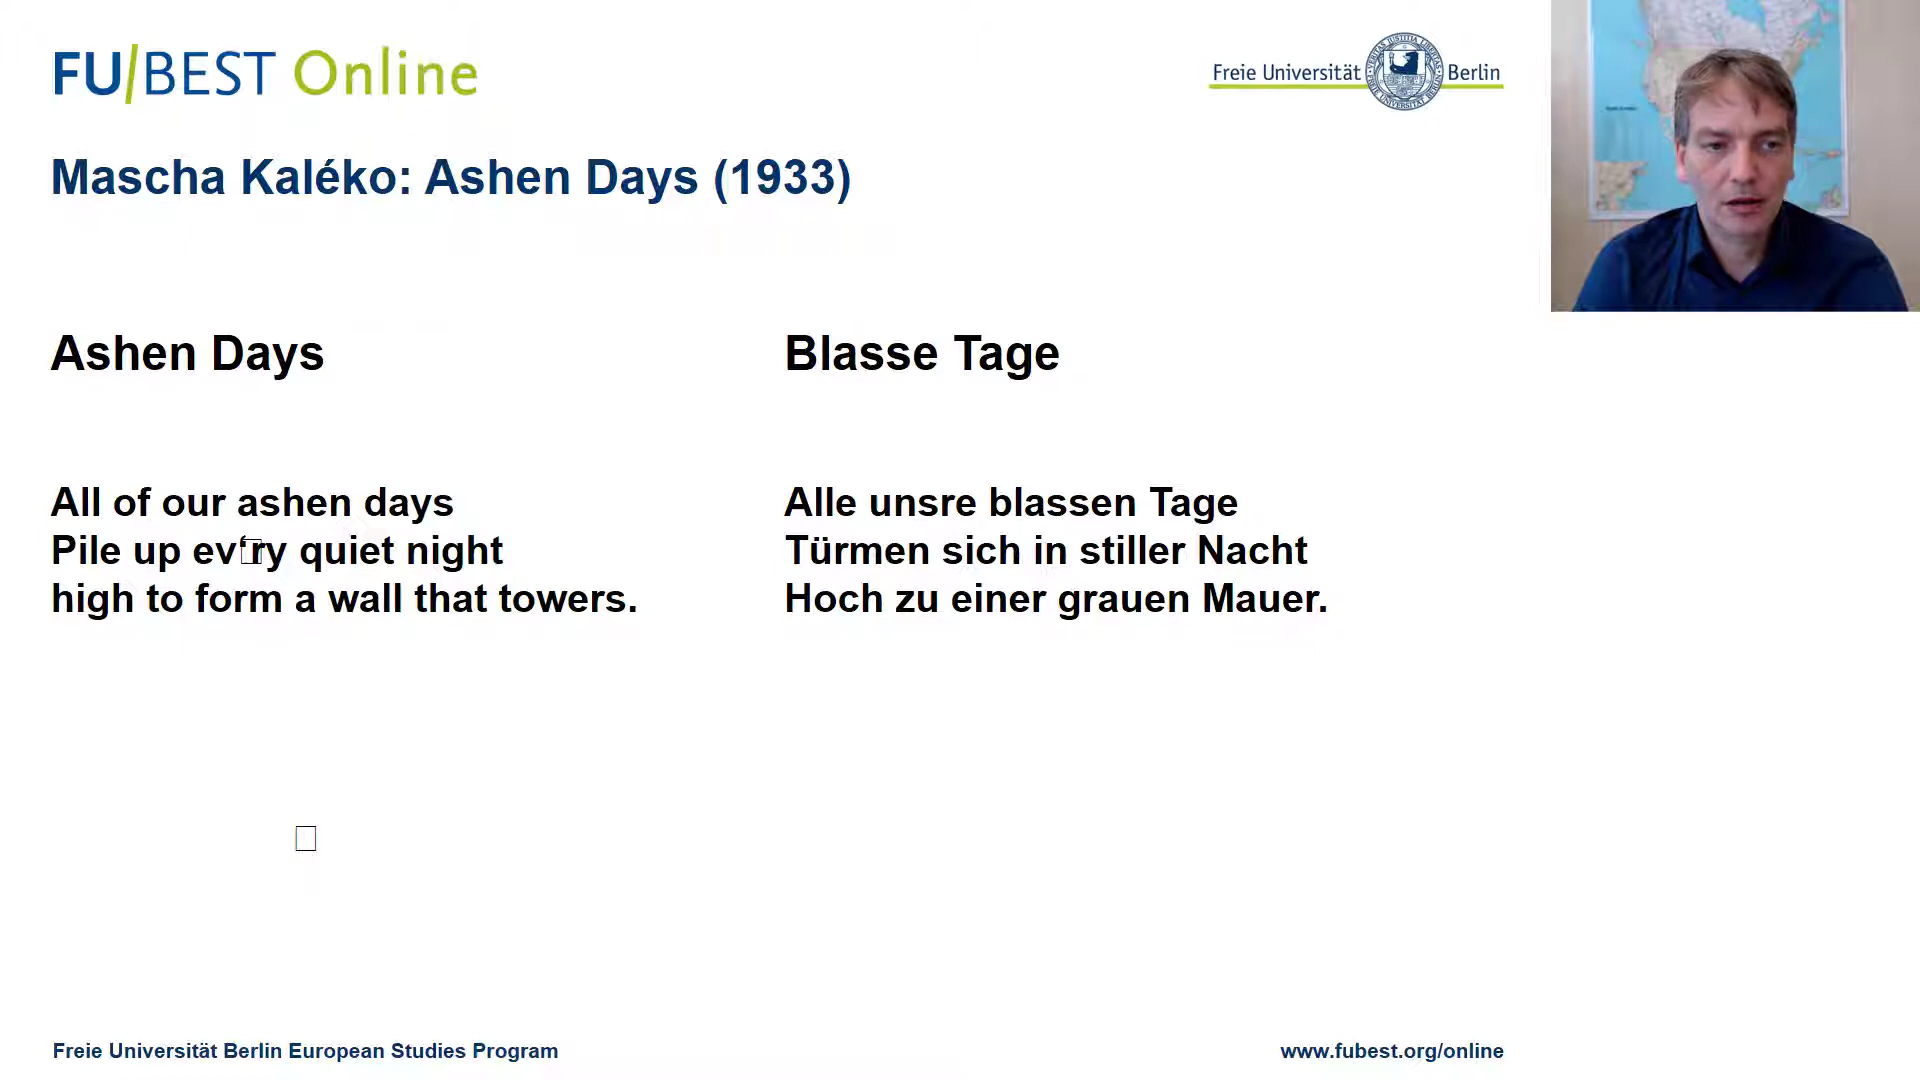 FU/BEST Online
Freie Universität Berlin
Mascha Kaléko: Ashen Days (1933)
Ashen Days
All of our ashen days
Pile up ev'ry quiet night
high to form a wall that towers.
Blasse Tage
Alle unsre blassen Tage
Türmen sich in stiller Nacht
Hoch zu einer grauen Mauer.
Freie Universität Berlin European Studies Program
www.fubest.org/online